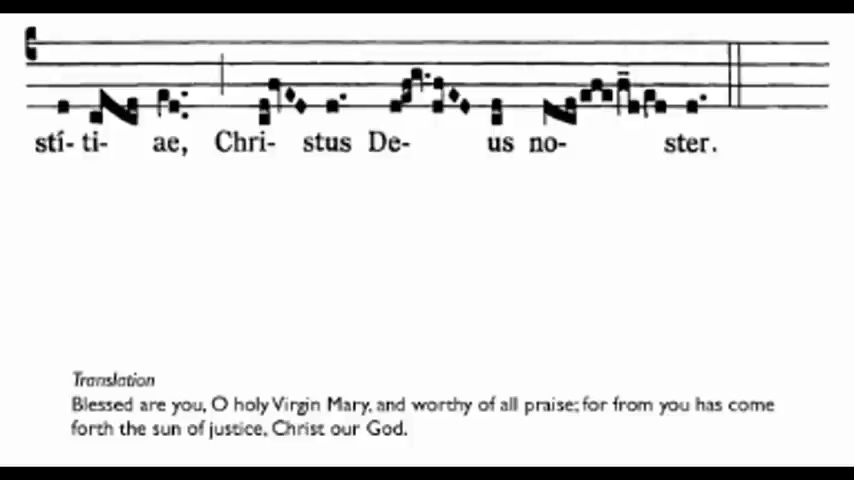 stí- ti- ae, Chri- stus De- us no- ster.
Translation
Blessed are you, O holy Virgin Mary, and worthy of all praise; for from you has come
forth the sun of justice, Christ our God.